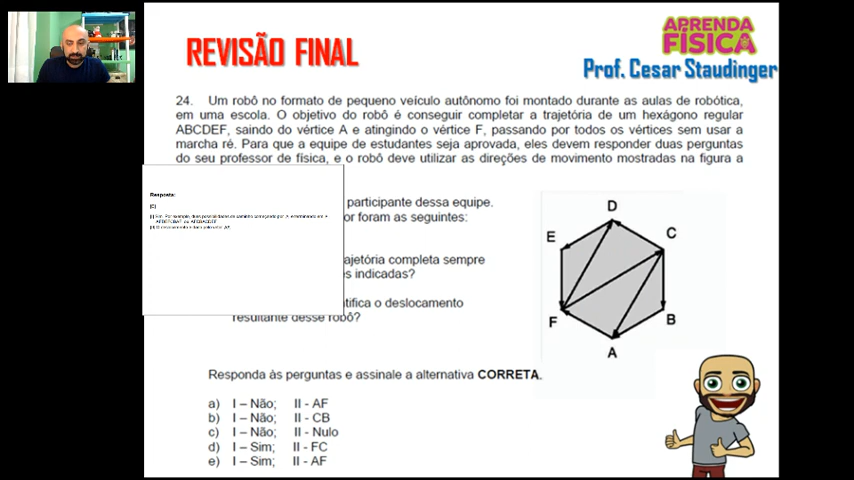 REVISÃO FINAL
APRENDA
FÍSICA
Prof. Cesar Staudinger
24. Um robô no formato de pequeno veículo autônomo foi montado durante as aulas de robótica,
em uma escola. O objetivo do robô é conseguir completar a trajetória de um hexágono regular
ABCDEF, saindo do vértice A e atingindo o vértice F, passando por todos os vértices sem usar a
marcha ré. Para que a equipe de estudantes seja aprovada, eles devem responder duas perguntas
do seu professor de física, e o robô deve utilizar as direções de movimento mostradas na figura a
Resposta:
participante dessa equipe.
or foram as seguintes:
ajetória completa sempre
s indicadas?
ntifica o deslocamento
resultante desse robô?
D
E
C
F
B
A
Responda às perguntas e assinale a alternativa CORRETA.
a) I – Não; II - AF
b) I – Não; II - CB
c) I – Não; II - Nulo
d) I – Sim; II - FC
e) I – Sim; II - AF